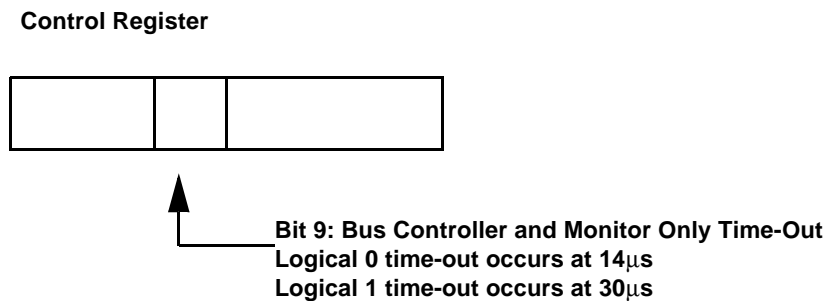 Control Register
Bit 9: Bus Controller and Monitor Only Time-Out
Logical 0 time-out occurs at 14μs
Logical 1 time-out occurs at 30μs